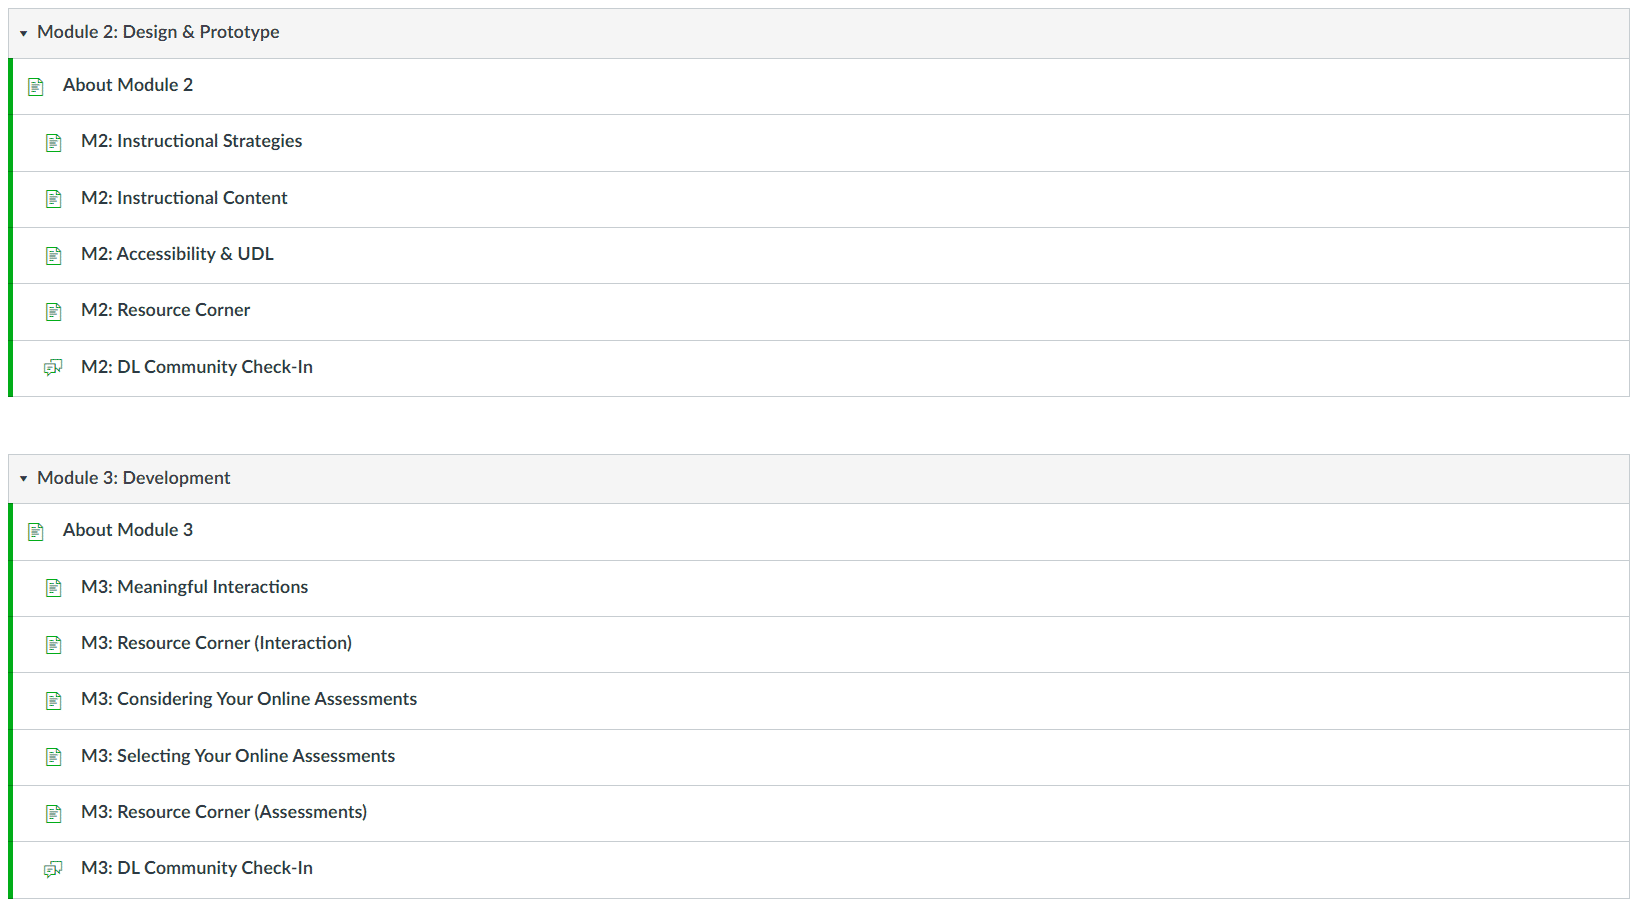 Module 2: Design & Prototype
About Module 2
M2: Instructional Strategies
M2: Instructional Content
M2: Accessibility & UDL
M2: Resource Corner
M2: DL Community Check-In
Module 3: Development
About Module 3
M3: Meaningful Interactions
M3: Resource Corner (Interaction)
M3: Considering Your Online Assessments
M3: Selecting Your Online Assessments
M3: Resource Corner (Assessments)
M3: DL Community Check-In